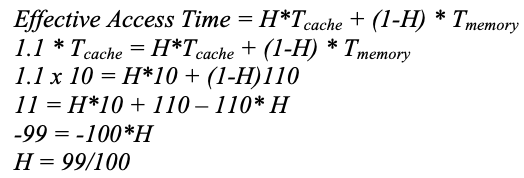 Effective Access Time = H*Tcache + (1-H) * Tmemory
1.1 * Tcache = H*Tcache + (1-H) * Tmemory
1.1 x 10 = H*10 + (1-H)110
11 = H*10 + 110 – 110* H
-99 = -100*H
H = 99/100